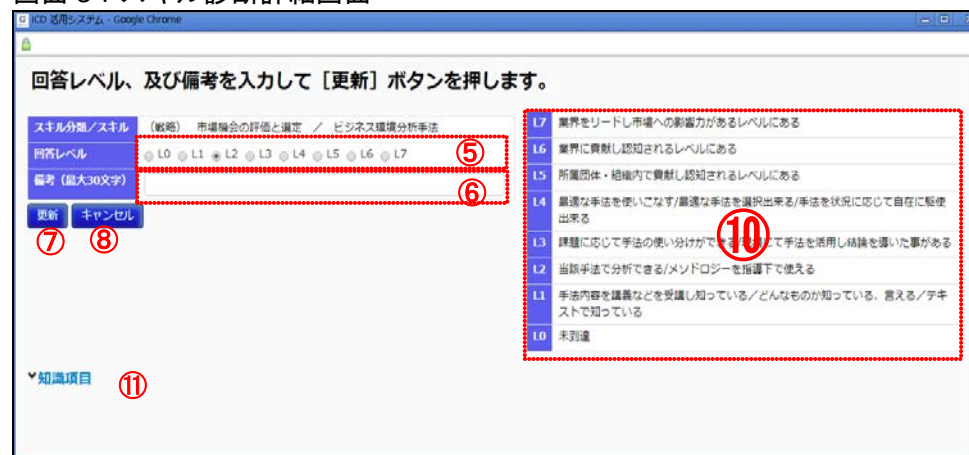 iCD 活用システム - Google Chrome
回答レベル、及び備考を入力して［更新］ボタンを押します。
スキル分類／スキル （戦略） 市場機会の評価と選定 ／ ビジネス環境分析手法
回答レベル L0 L1 L2 L3 L4 L5 L6 L7 ⑤
備考（最大30文字） ⑥
更新 キャンセル
⑦ ⑧
L7 業界をリードし市場への影響力があるレベルにある
L6 業界に貢献し認知されるレベルにある
L5 所属団体・組織内で貢献し認知されるレベルにある
L4 最適な手法を使いこなす/最適な手法を選択出来る/手法を状況に応じて自在に駆使
出来る
⑩
L3 課題に応じて手法の使い分けができる/ て手法を活用し結論を導いた事がある
L2 当該手法で分析できる/メソドロジーを指導下で使える
L1 手法内容を講義などを受講し知っている／どんなものか知っている、言える／テキ
ストで知っている
L0 未到達
知識項目 ⑪